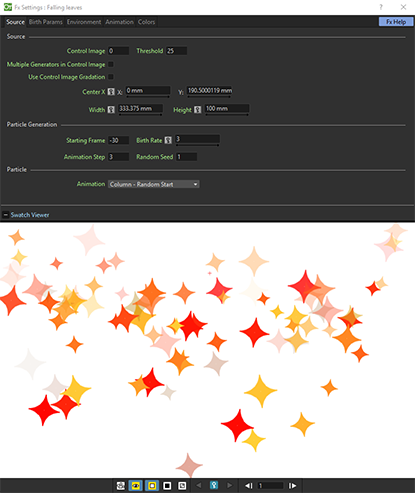 Fx Settings : Falling leaves
Source Birth Params Environment Animation Colors Fx Help
Source
Control Image 0 Threshold 25
Multiple Generators in Control Image
Use Control Image Gradation
Center X X: 0 mm Y: 190.5000119 mm
Width 333.375 mm Height 100 mm
Particle Generation
Starting Frame -30 Birth Rate 3
Animation Step 3 Random Seed 1
Particle
Animation Column - Random Start
Swatch Viewer
1